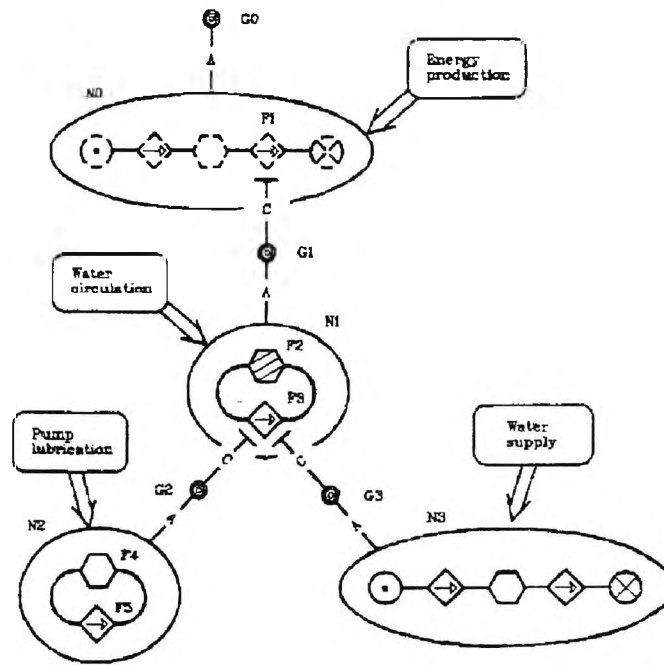 G0
A
Energy
production
N0
F1
C
G1
Water
circulation
A
N1
F2
F3
Pump
lubrication
Water
supply
C
C
G2
G3
A
A
N2
N3
F4
F5